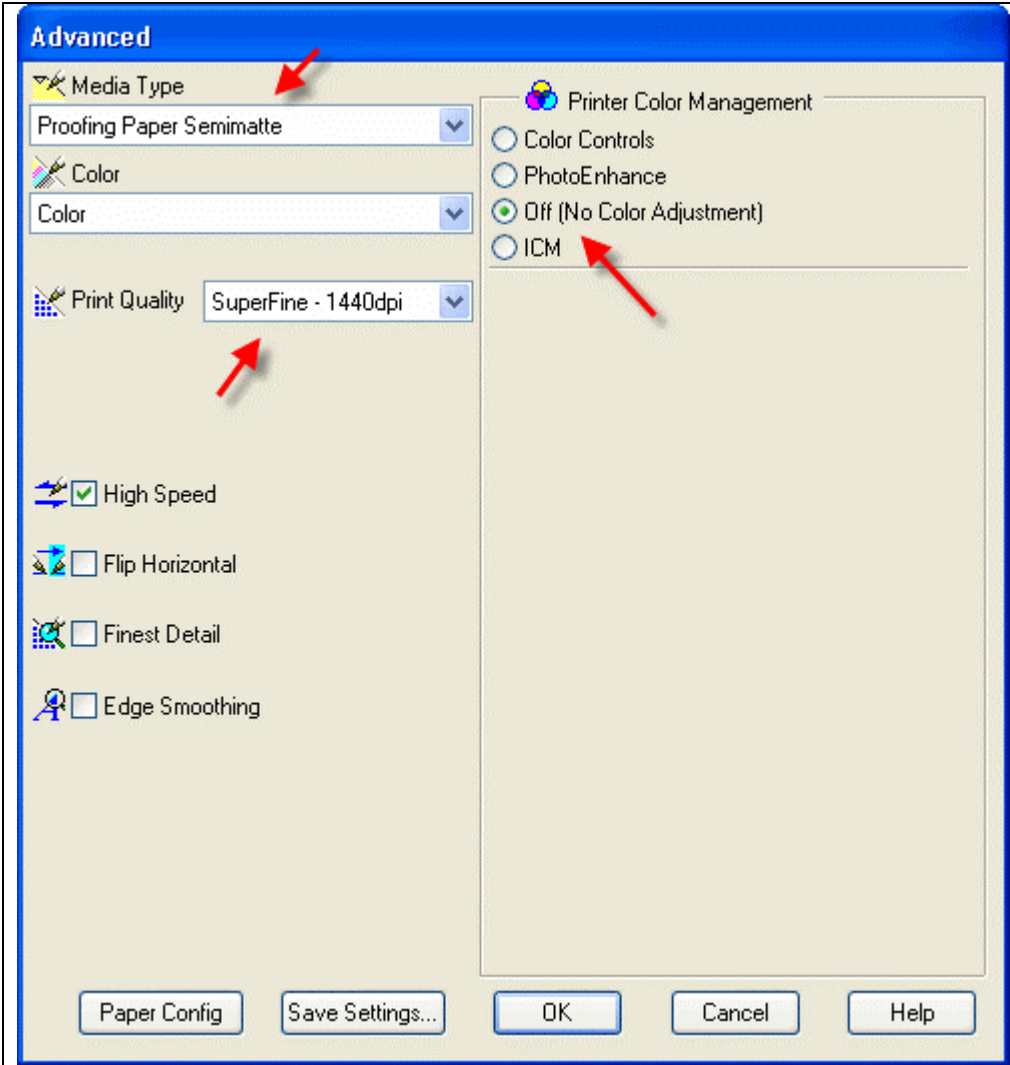 Advanced
Media Type
Proofing Paper Semimatte
Color
Color
Print Quality SuperFine - 1440dpi
High Speed
Flip Horizontal
Finest Detail
Edge Smoothing
Printer Color Management
Color Controls
PhotoEnhance
Off (No Color Adjustment)
ICM
Paper Config Save Settings... OK Cancel Help